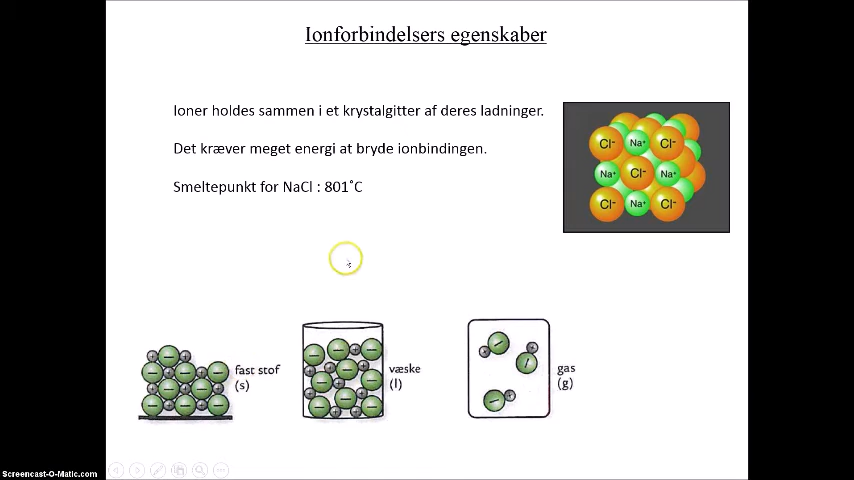 Ionforbindelsers egenskaber
Ioner holdes sammen i et krystalgitter af deres ladninger.
Det kræver meget energi at bryde ionbindingen.
Smeltepunkt for NaCl : 801˚C
Cl⁻ Na⁺ Cl⁻
Na⁺ Cl⁻ Na⁺
Cl⁻ Na⁺ Cl⁻
fast stof
(s)
væske
(l)
gas
(g)
Screencast-O-Matic.com